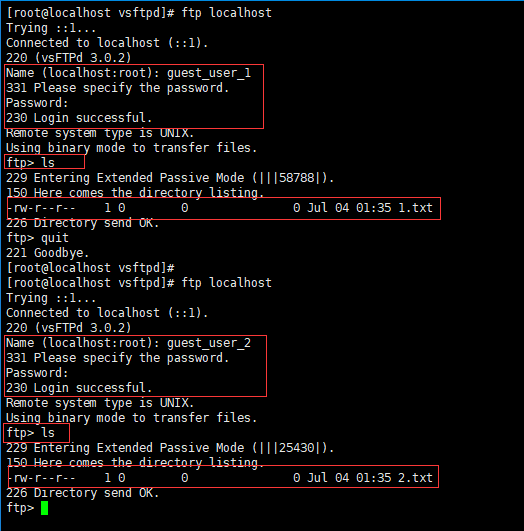 [root@localhost vsftpd]# ftp localhost
Trying ::1...
Connected to localhost (::1).
220 (vsFTPd 3.0.2)
Name (localhost:root): guest_user_1
331 Please specify the password.
Password:
230 Login successful.
Remote system type is UNIX.
Using binary mode to transfer files.
ftp> ls
229 Entering Extended Passive Mode (|||58788|).
150 Here comes the directory listing.
-rw-r--r--    1 0        0               0 Jul 04 01:35 1.txt
226 Directory send OK.
ftp> quit
221 Goodbye.
[root@localhost vsftpd]#
[root@localhost vsftpd]# ftp localhost
Trying ::1...
Connected to localhost (::1).
220 (vsFTPd 3.0.2)
Name (localhost:root): guest_user_2
331 Please specify the password.
Password:
230 Login successful.
Remote system type is UNIX.
Using binary mode to transfer files.
ftp> ls
229 Entering Extended Passive Mode (|||25430|).
150 Here comes the directory listing.
-rw-r--r--    1 0        0               0 Jul 04 01:35 2.txt
226 Directory send OK.
ftp>